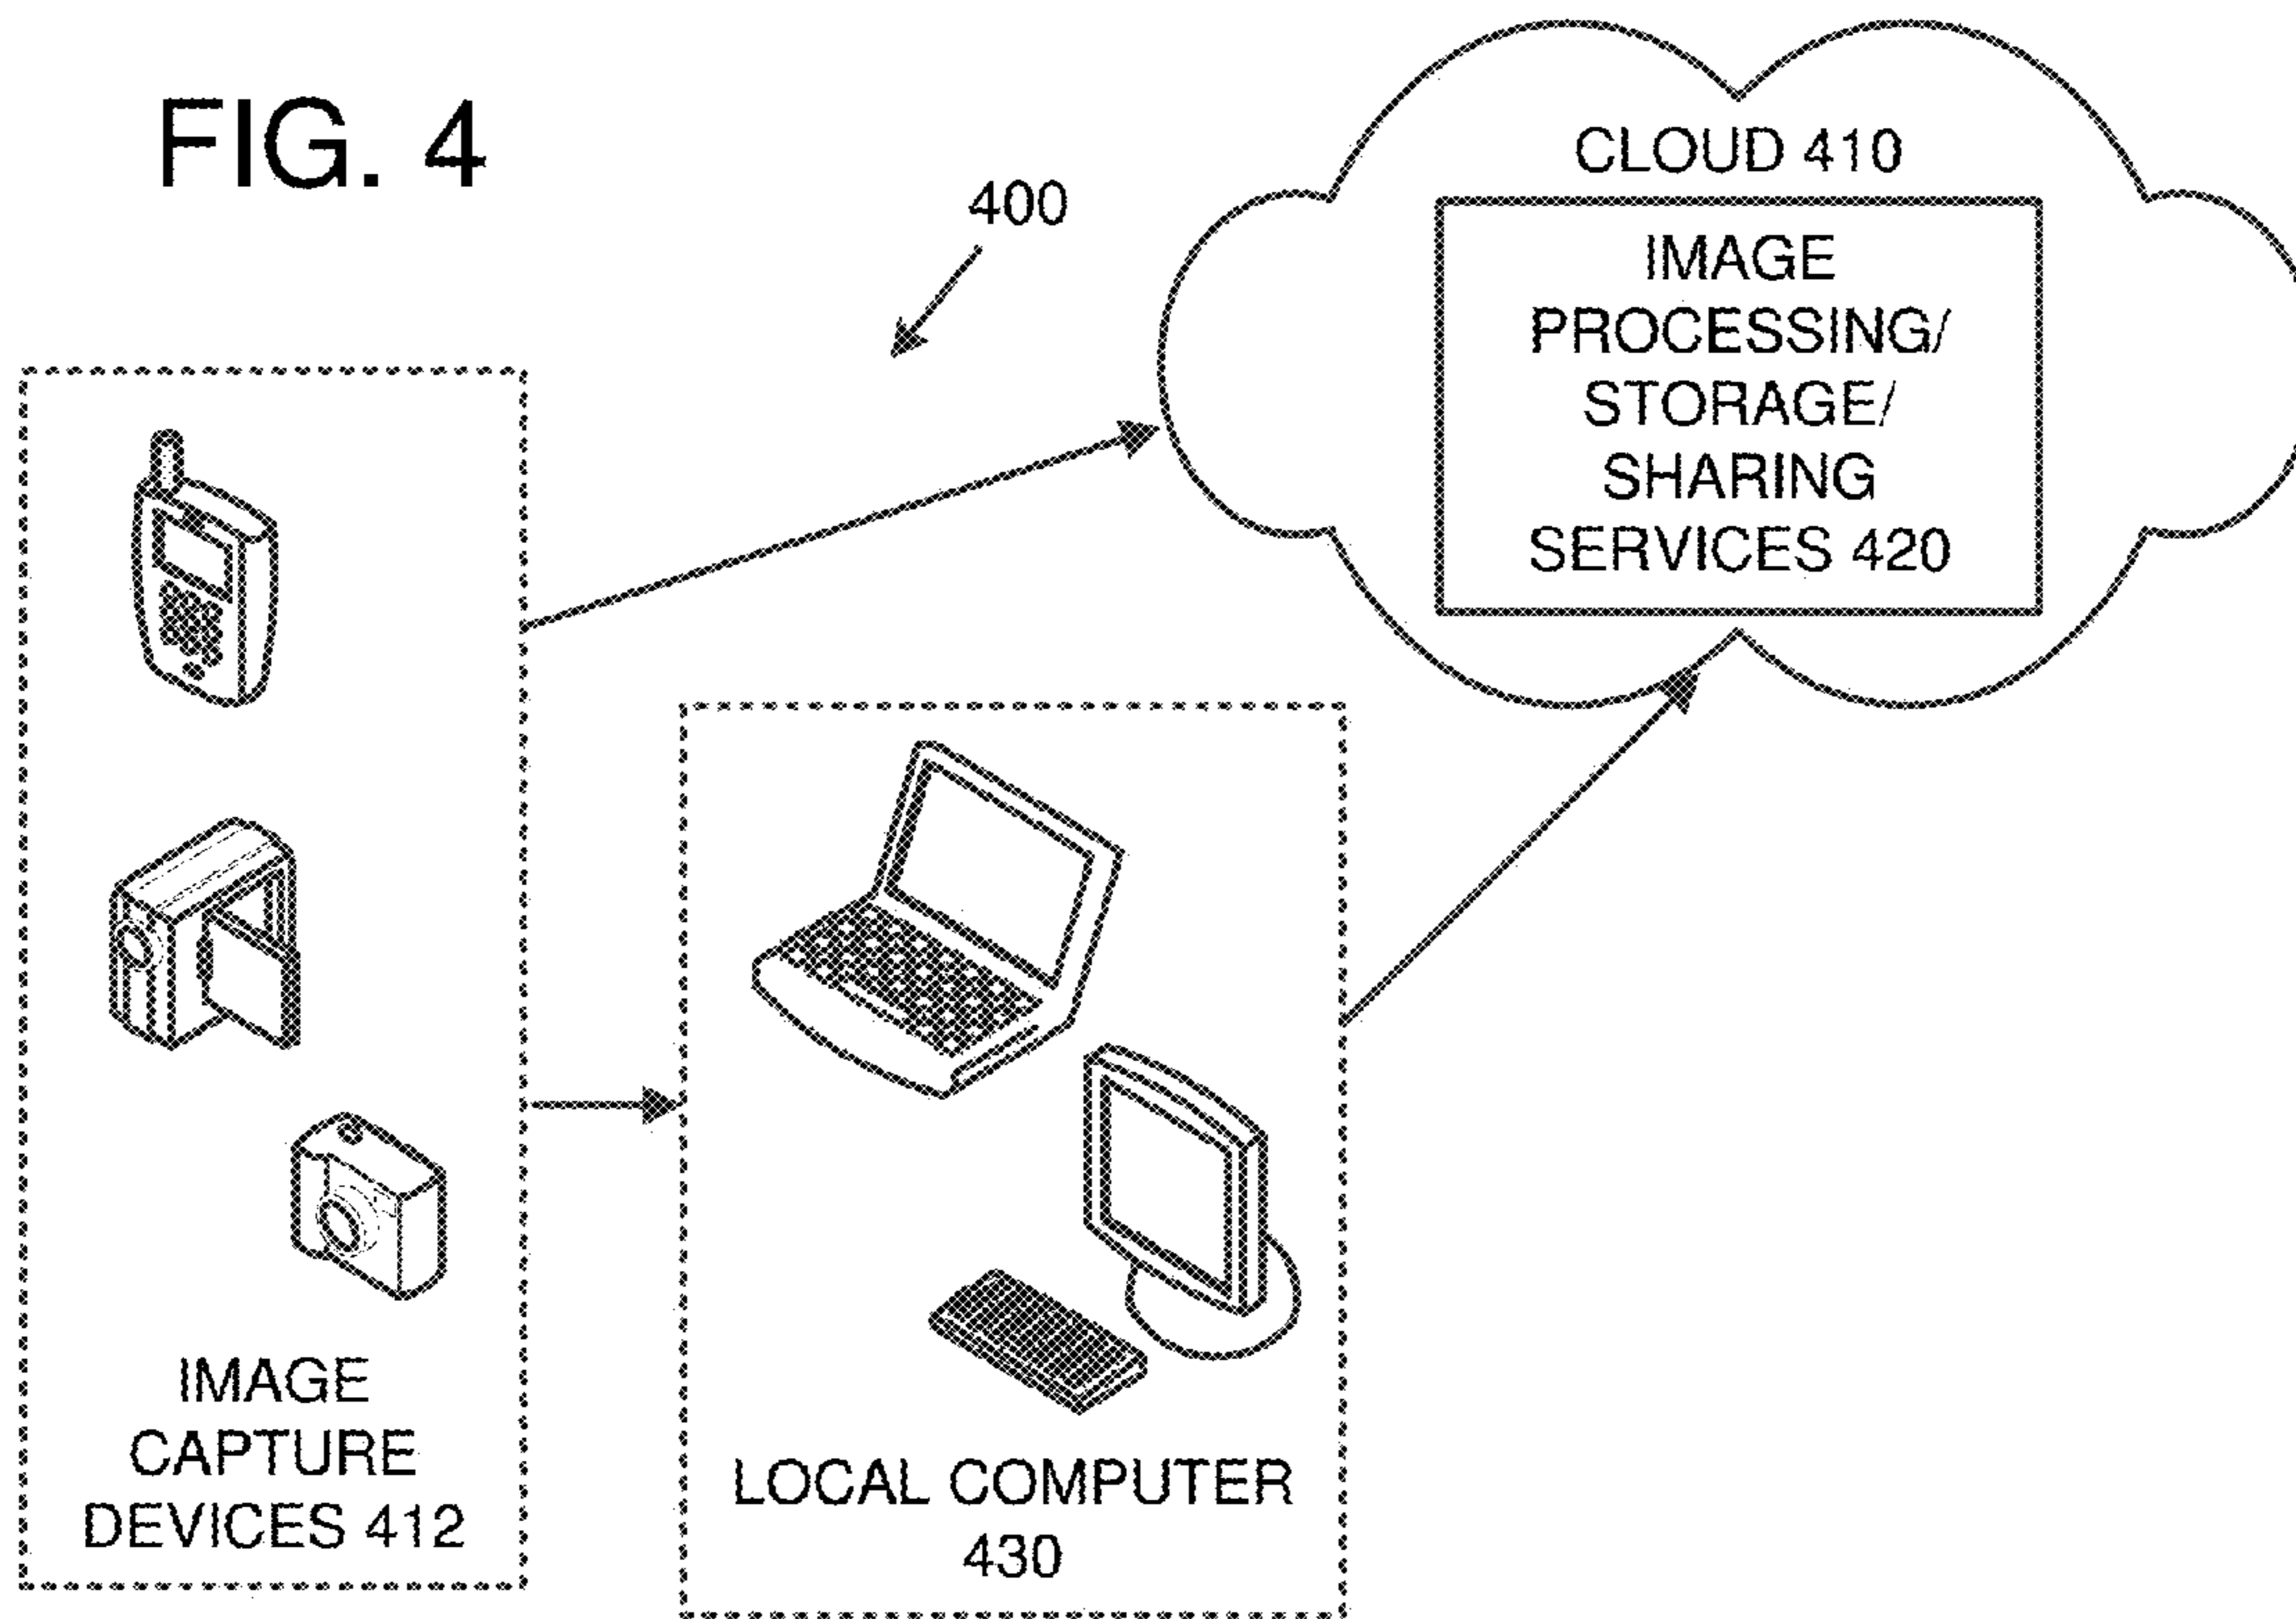 FIG. 4
400
CLOUD 410
IMAGE
PROCESSING/
STORAGE/
SHARING
SERVICES 420
IMAGE
CAPTURE
DEVICES 412
LOCAL COMPUTER
430